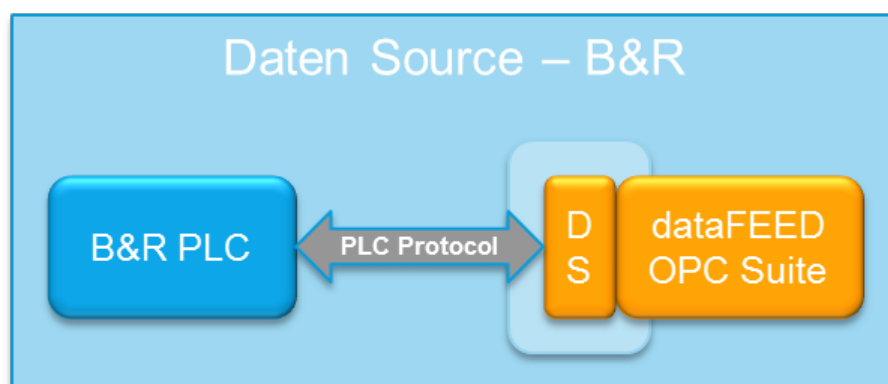 Daten Source – B&R
B&R PLC
PLC Protocol
D
S
dataFEED
OPC Suite